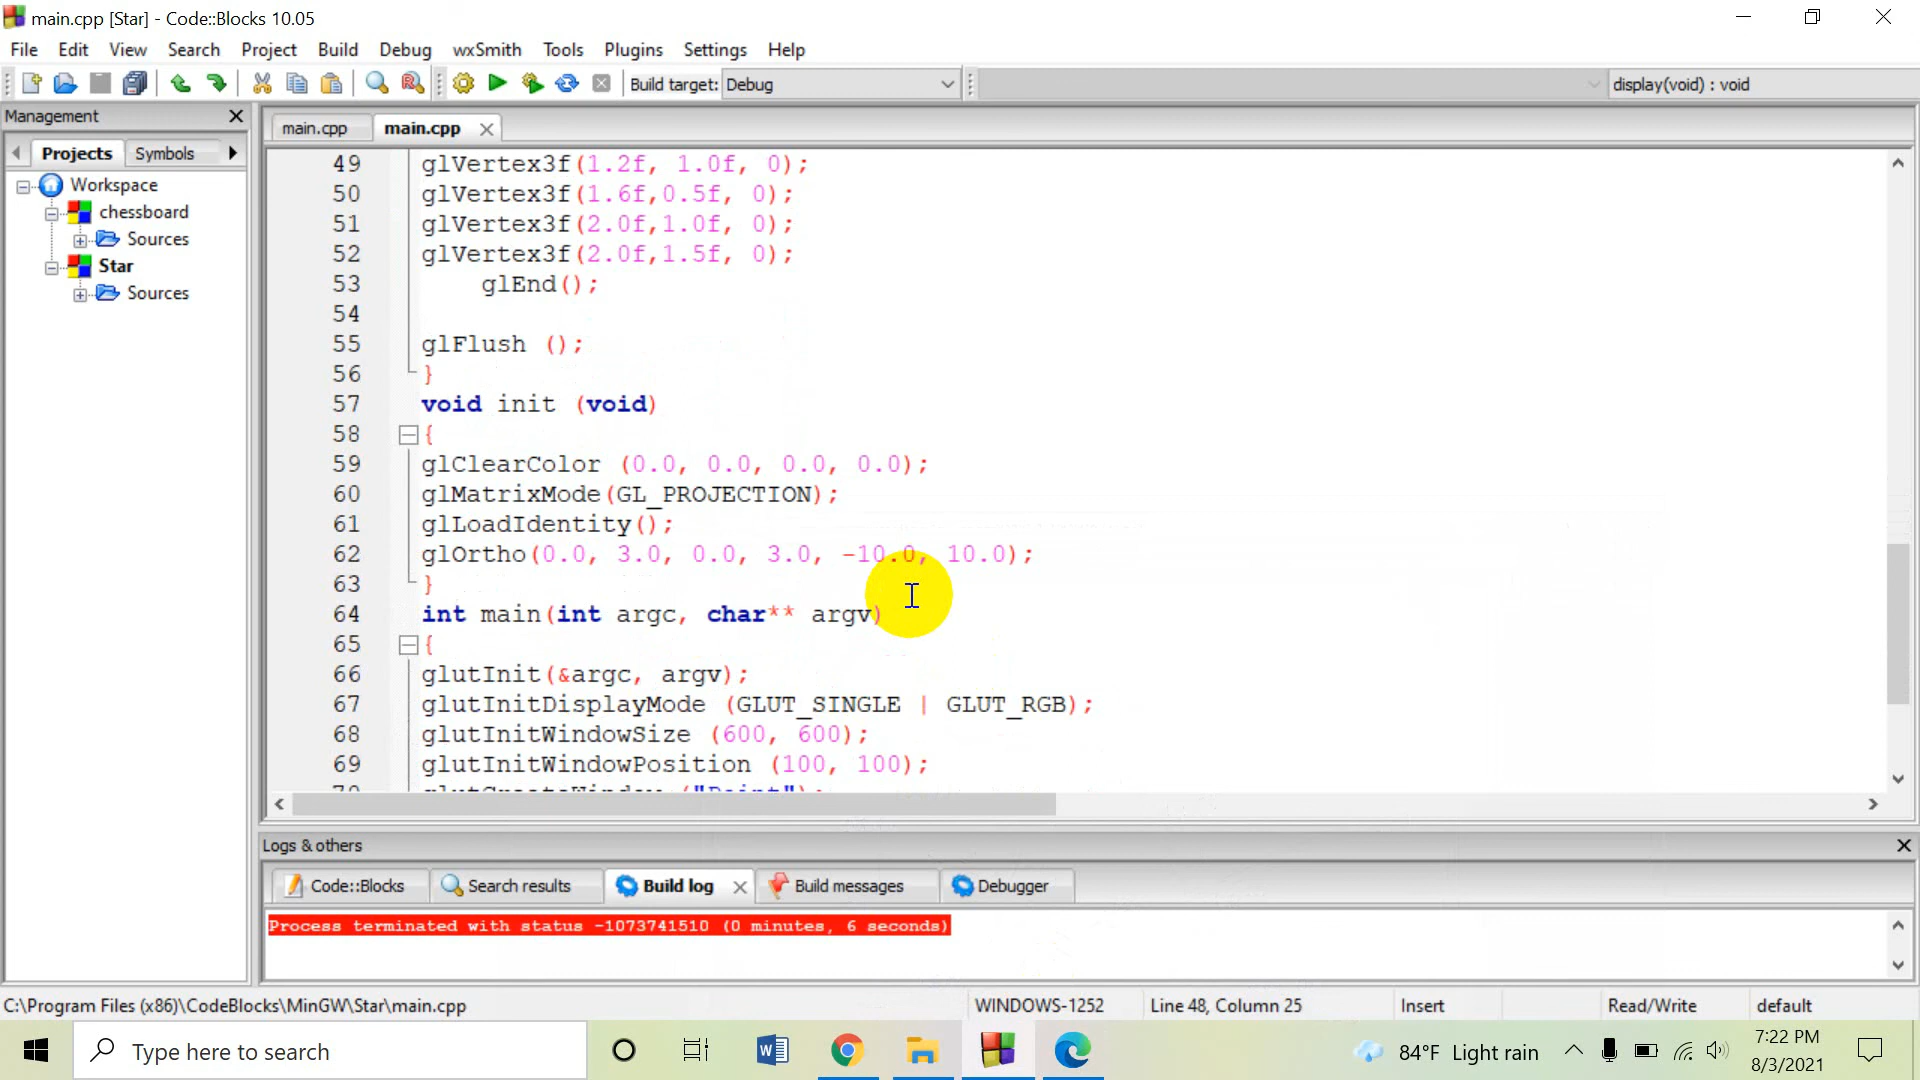 main.cpp [Star] - Code::Blocks 10.05
File Edit View Search Project Build Debug wxSmith Tools Plugins Settings Help
Build target: Debug display(void) : void
Management
main.cpp main.cpp
Projects Symbols
Workspace
chessboard
Sources
Star
Sources
49 glVertex3f(1.2f, 1.0f, 0);
50 glVertex3f(1.6f,0.5f, 0);
51 glVertex3f(2.0f,1.0f, 0);
52 glVertex3f(2.0f,1.5f, 0);
53 glEnd();
54
55 glFlush ();
56 }
57 void init (void)
58 {
59 glClearColor (0.0, 0.0, 0.0, 0.0);
60 glMatrixMode(GL_PROJECTION);
61 glLoadIdentity();
62 glOrtho(0.0, 3.0, 0.0, 3.0, -10.0, 10.0);
63 }
64 int main(int argc, char** argv)
65 {
66 glutInit(&argc, argv);
67 glutInitDisplayMode (GLUT_SINGLE | GLUT_RGB);
68 glutInitWindowSize (600, 600);
69 glutInitWindowPosition (100, 100);
Logs & others
Code::Blocks Search results Build log Build messages Debugger
Process terminated with status -1073741510 (0 minutes, 6 seconds)
C:\Program Files (x86)\CodeBlocks\MinGW\Star\main.cpp WINDOWS-1252 Line 48, Column 25 Insert Read/Write default
Type here to search 84°F Light rain 7:22 PM
8/3/2021